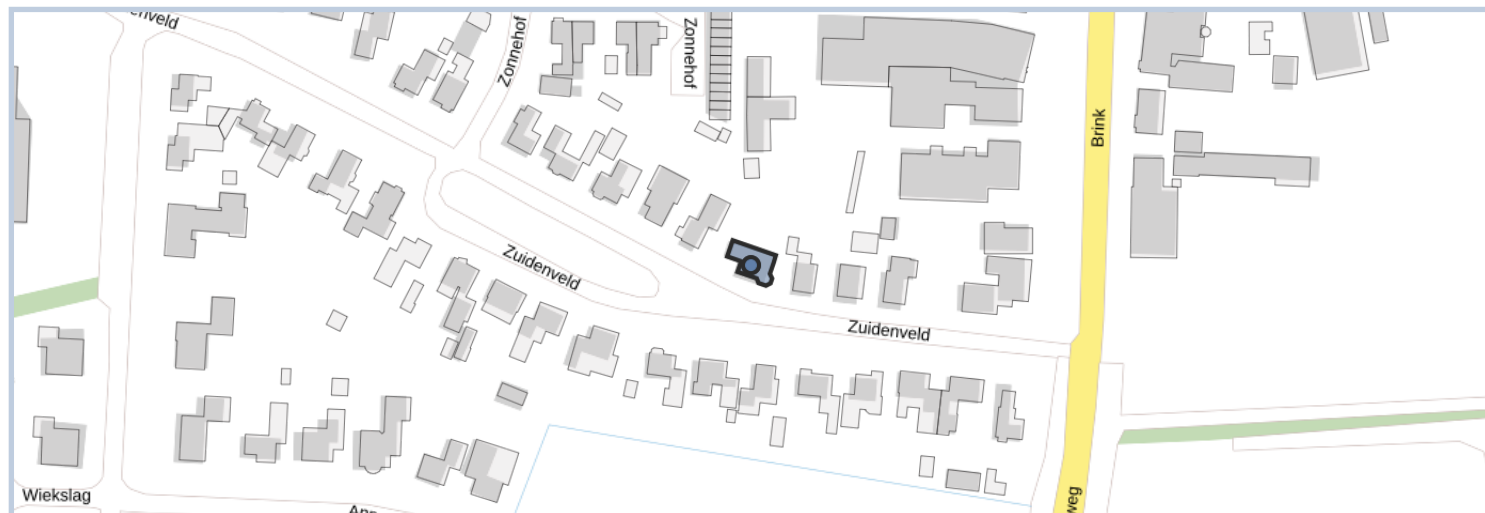 enveld
Zonnehof
Zonnehof
Brink
Zuidenveld
Zuidenveld
Wiekslag
weg